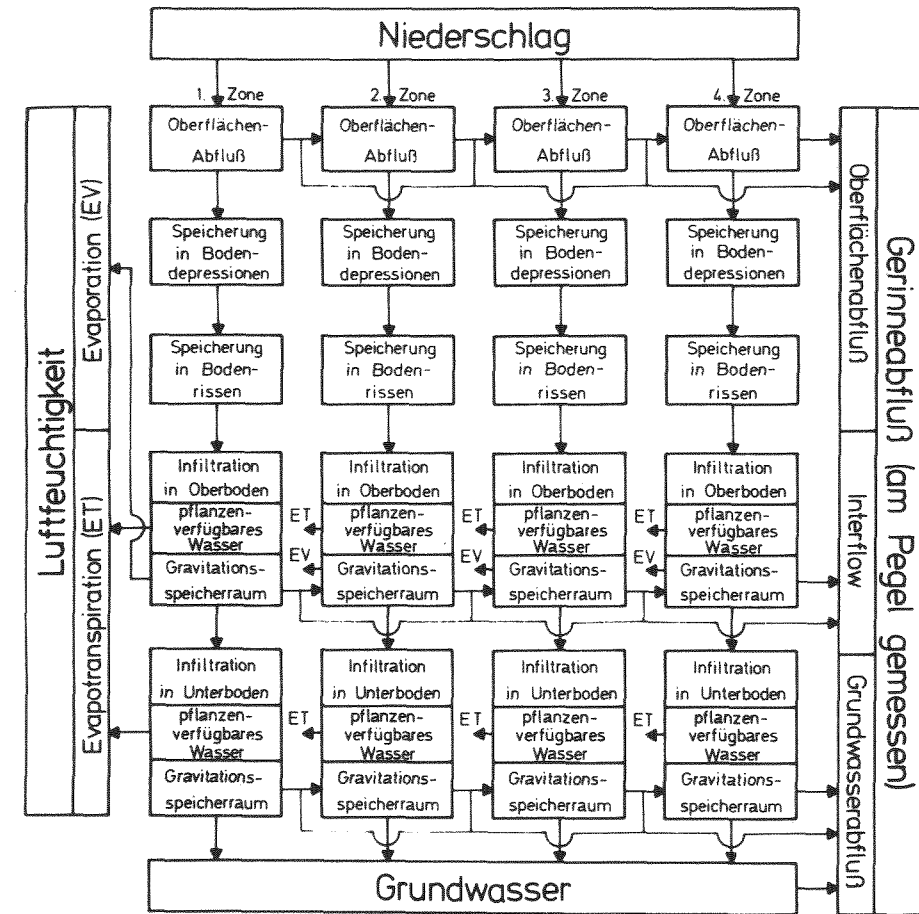 Niederschlag
1. Zone
2. Zone
3. Zone
4. Zone
Oberflächen-
Abfluß
Oberflächen-
Abfluß
Oberflächen-
Abfluß
Oberflächen-
Abfluß
Speicherung
in Boden-
depressionen
Speicherung
in Boden-
depressionen
Speicherung
in Boden-
depressionen
Speicherung
in Boden-
depressionen
Speicherung
in Boden-
rissen
Speicherung
in Boden-
rissen
Speicherung
in Boden-
rissen
Speicherung
in Boden-
rissen
Infiltration
in Oberboden
pflanzen-
verfügbares
Wasser
Gravitations-
speicherraum
ET
EV
Infiltration
in Oberboden
pflanzen-
verfügbares
Wasser
Gravitations-
speicherraum
ET
EV
Infiltration
in Oberboden
pflanzen-
verfügbares
Wasser
Gravitations-
speicherraum
ET
EV
Infiltration
in Oberboden
pflanzen-
verfügbares
Wasser
Gravitations-
speicherraum
Infiltration
in Unterboden
pflanzen-
verfügbares
Wasser
Gravitations-
speicherraum
ET
Infiltration
in Unterboden
pflanzen-
verfügbares
Wasser
Gravitations-
speicherraum
ET
Infiltration
in Unterboden
pflanzen-
verfügbares
Wasser
Gravitations-
speicherraum
ET
Infiltration
in Unterboden
pflanzen-
verfügbares
Wasser
Gravitations-
speicherraum
Grundwasser
Luftfeuchtigkeit
Evaporation (EV)
Evapotranspiration (ET)
Oberflächenabfluß
Interflow
Grundwasserabfluß
Gerinneabfluß (am Pegel gemessen)